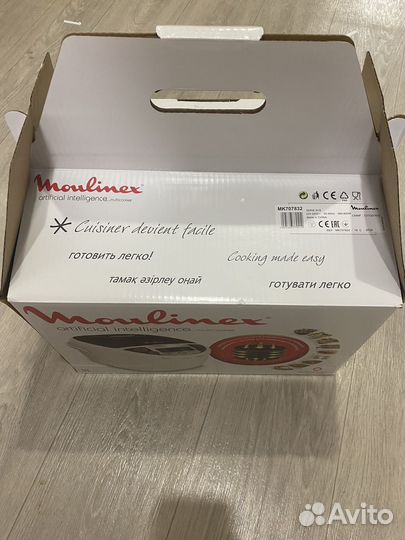 Moulinex
artificial intelligence multicooker
MK707832
Moulinex
* Cuisiner devient facile
готовить легко!
Cooking made easy
тамақ әзірлеу оңай
готувати легко
Moulinex
artificial intelligence
Avito